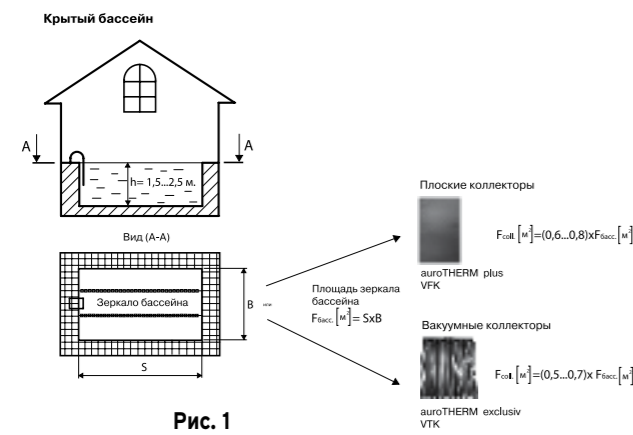 Крытый бассейн
A
A
h= 1,5...2,5 м.
Вид (А-А)
Зеркало бассейна
B
S
Площадь зеркала
бассейна
Fбасс. [м²]= SxB
Плоские коллекторы
Fcoll. [м²]=(0,6...0,8)xFбасс. [м²]
auroTHERM plus
VFK
Вакуумные коллекторы
Fcoll. [м²]=(0,5...0,7)x Fбасс. [м²]
auroTHERM exclusiv
VTK
Рис. 1